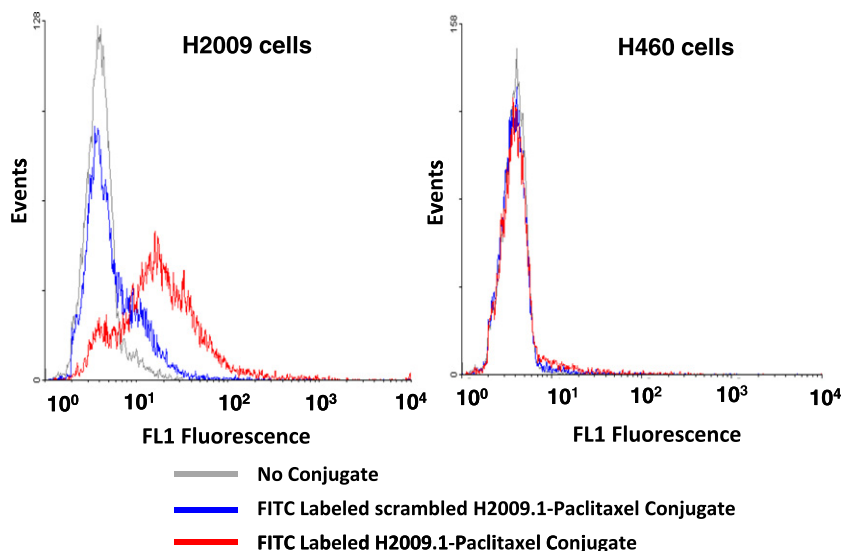 128
H2009 cells
Events
0
10⁰ 10¹ 10² 10³ 10⁴
FL1 Fluorescence
158
H460 cells
Events
0
10⁰ 10¹ 10² 10³ 10⁴
FL1 Fluorescence
No Conjugate
FITC Labeled scrambled H2009.1-Paclitaxel Conjugate
FITC Labeled H2009.1-Paclitaxel Conjugate